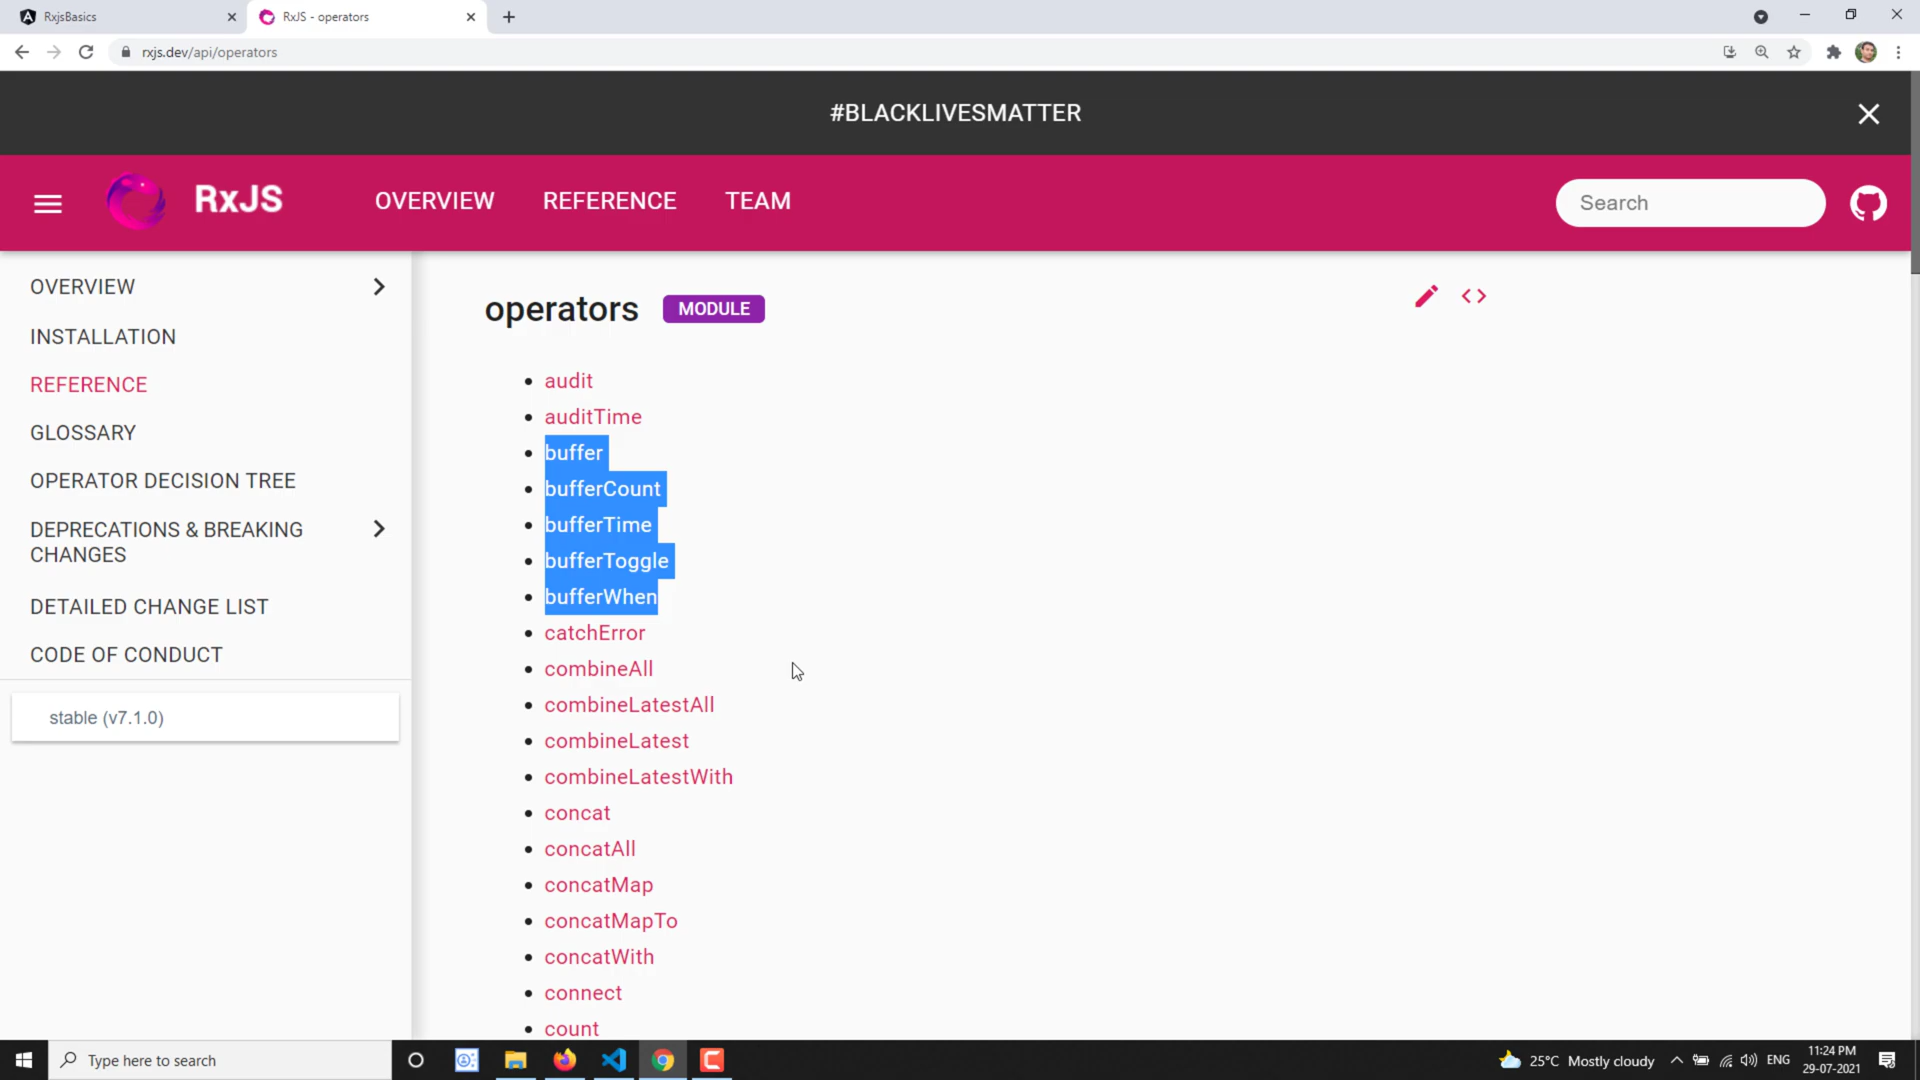 RxjsBasics
RxJS - operators
rxjs.dev/api/operators
#BLACKLIVESMATTER
RxJS
OVERVIEW
REFERENCE
TEAM
Search
OVERVIEW
INSTALLATION
REFERENCE
GLOSSARY
OPERATOR DECISION TREE
DEPRECATIONS & BREAKING
CHANGES
DETAILED CHANGE LIST
CODE OF CONDUCT
stable (v7.1.0)
operators MODULE
audit
auditTime
buffer
bufferCount
bufferTime
bufferToggle
bufferWhen
catchError
combineAll
combineLatestAll
combineLatest
combineLatestWith
concat
concatAll
concatMap
concatMapTo
concatWith
connect
count
Type here to search
25°C Mostly cloudy
ENG
11:24 PM
29-07-2021